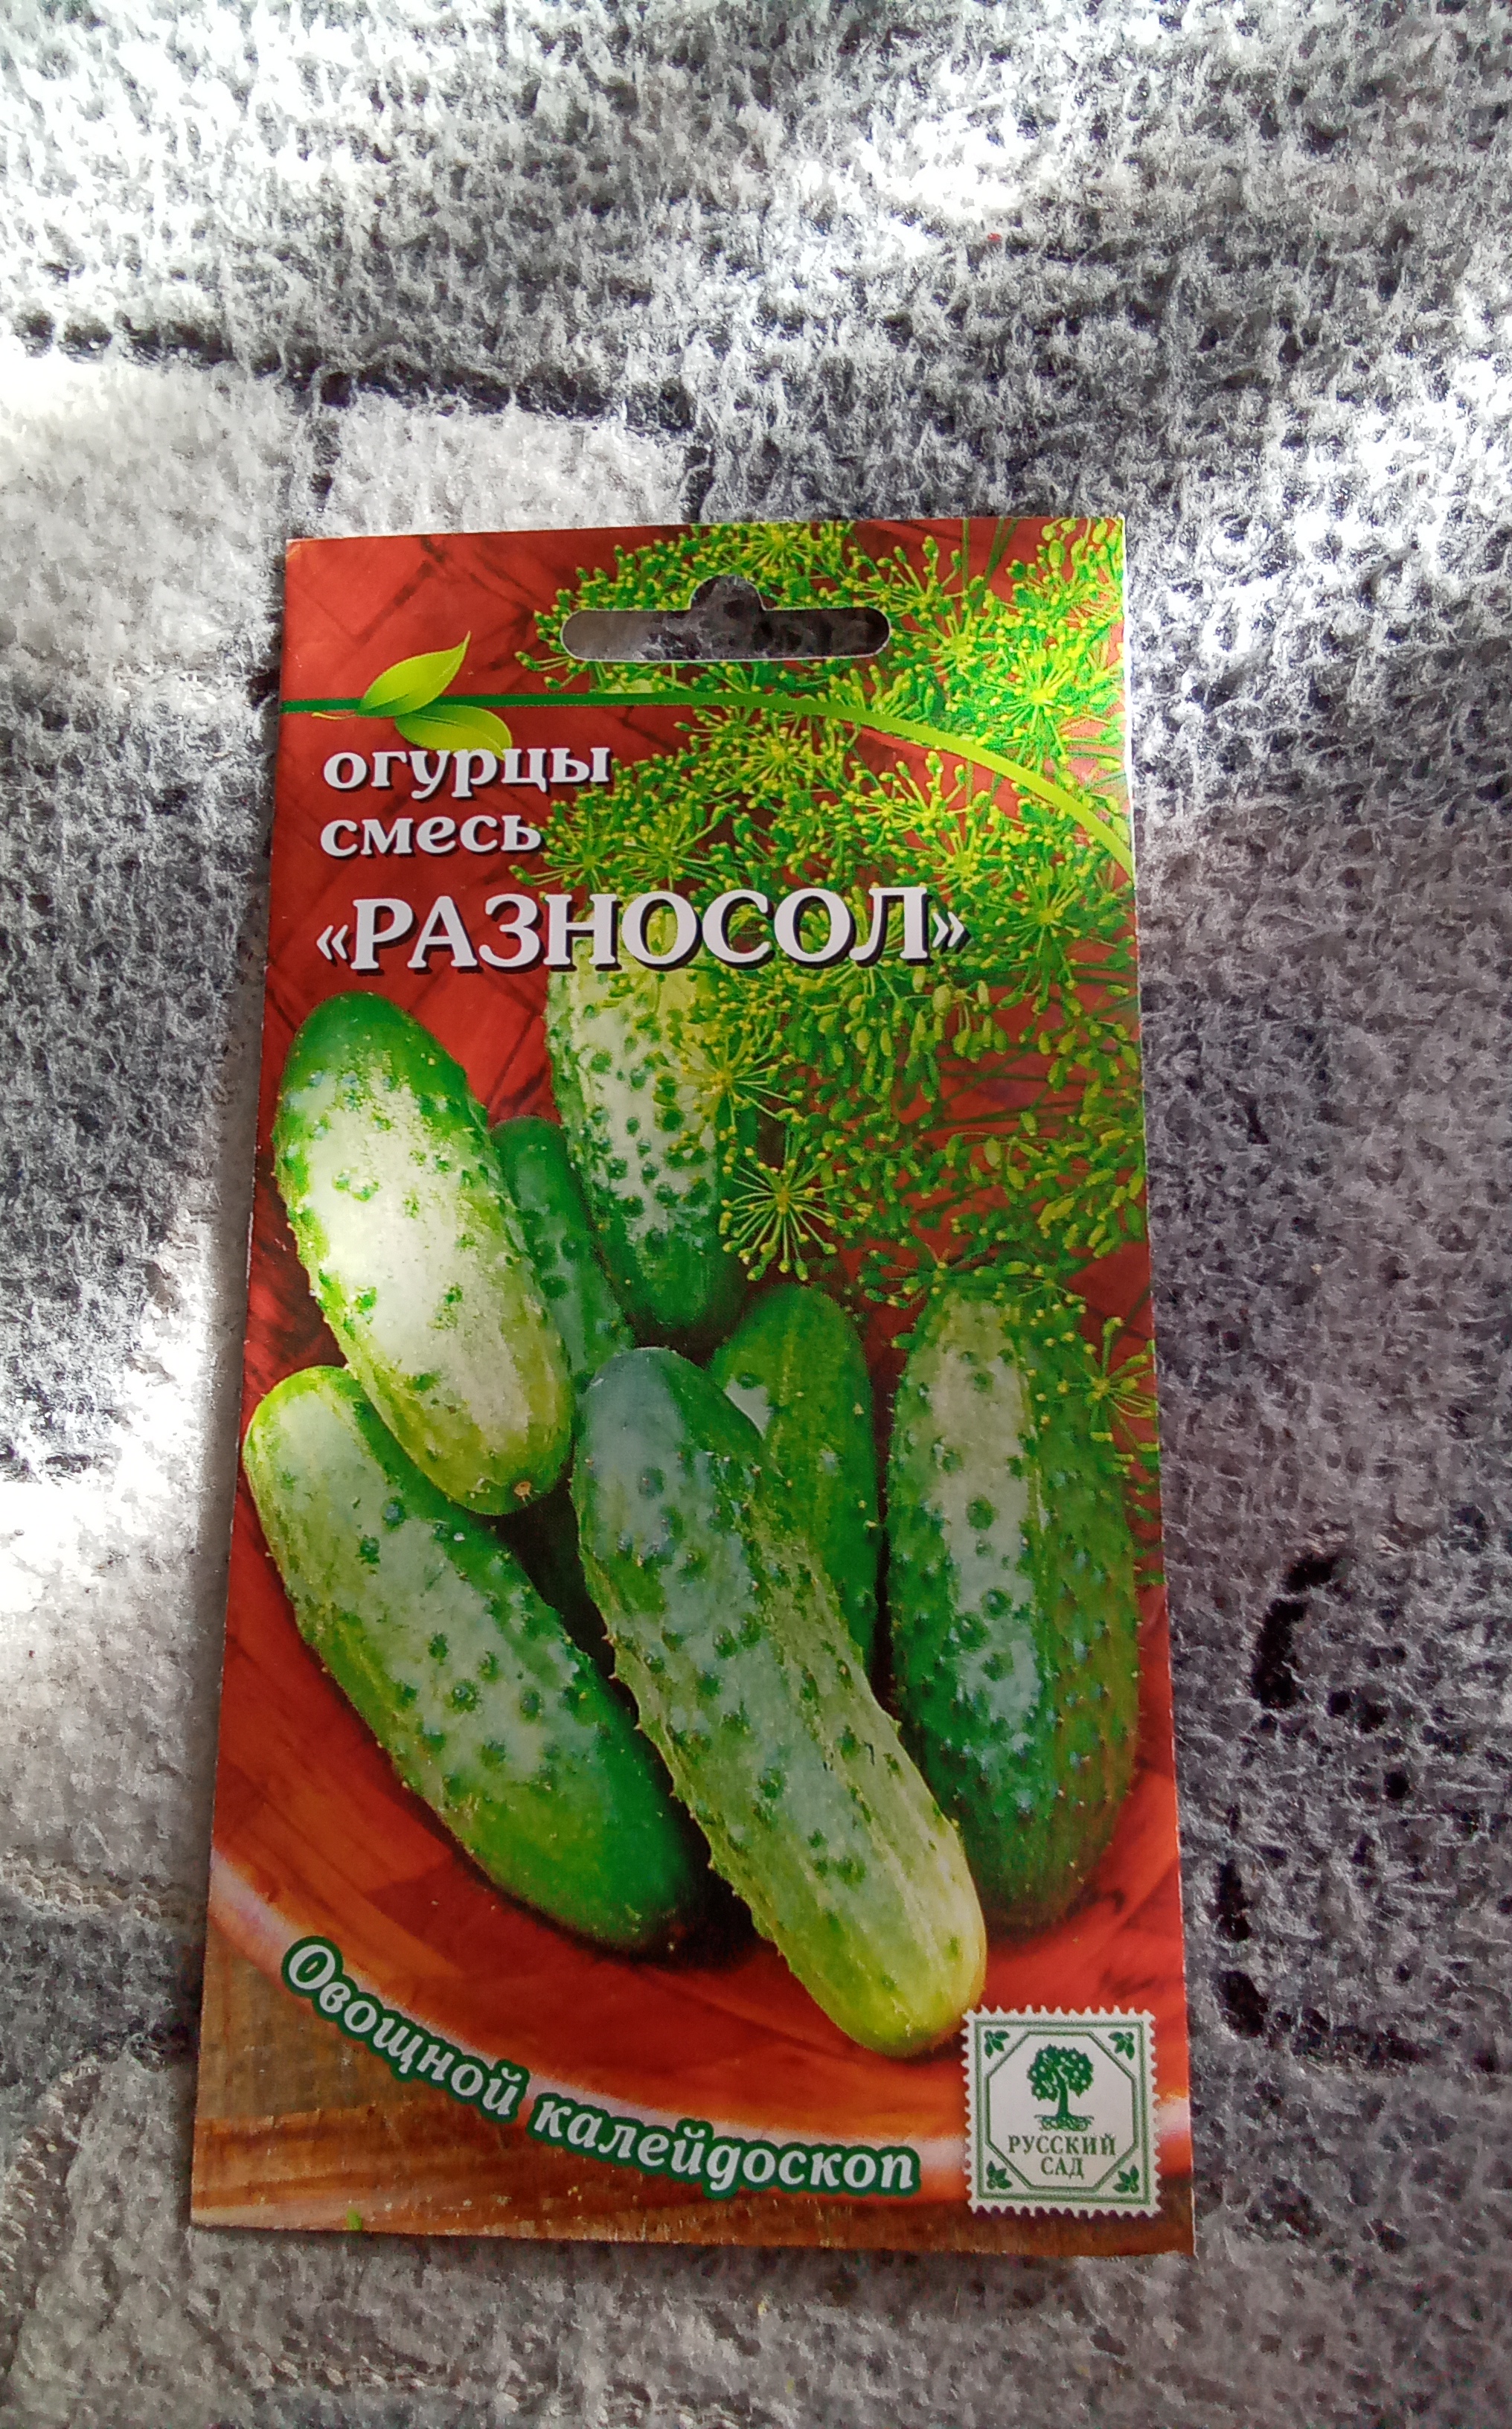 огурцы
смесь
«РАЗНОСОЛ»
Овощной калейдоскоп
РУССКИЙ
САД